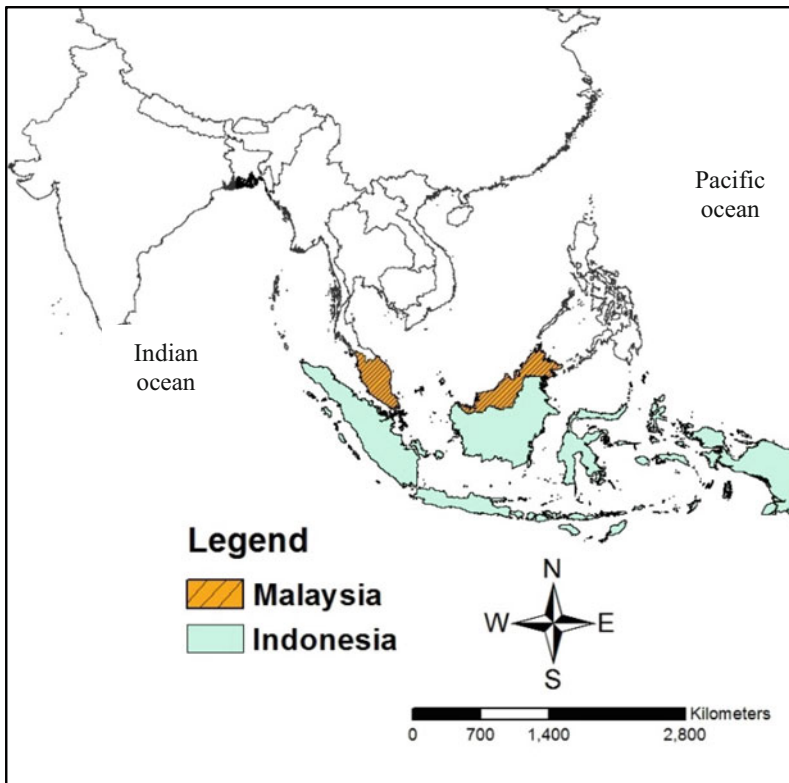 Pacific
ocean
Indian
ocean
Legend
Malaysia
Indonesia
N
W
E
S
Kilometers
0
700
1,400
2,800